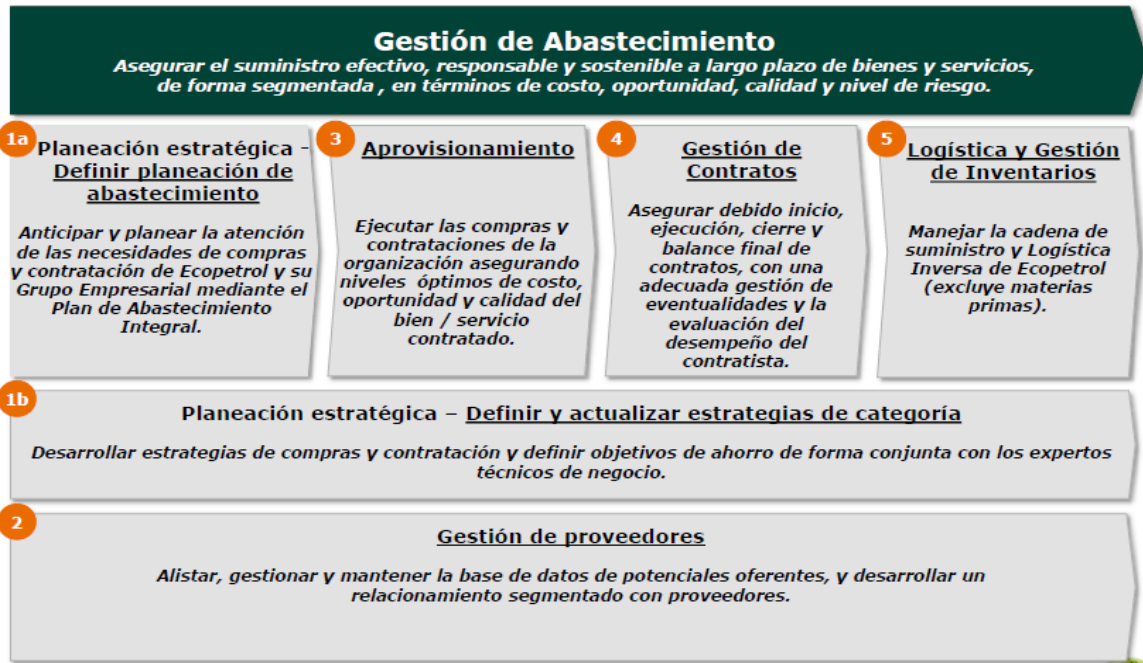 Gestión de Abastecimiento
Asegurar el suministro efectivo, responsable y sostenible a largo plazo de bienes y servicios,
de forma segmentada , en términos de costo, oportunidad, calidad y nivel de riesgo.
1a
Planeación estratégica -
Definir planeación de
abastecimiento
Anticipar y planear la atención
de las necesidades de compras
y contratación de Ecopetrol y su
Grupo Empresarial mediante el
Plan de Abastecimiento
Integral.
3
Aprovisionamiento
Ejecutar las compras y
contrataciones de la
organización asegurando
niveles óptimos de costo,
oportunidad y calidad del
bien / servicio
contratado.
4
Gestión de
Contratos
Asegurar debido inicio,
ejecución, cierre y
balance final de
contratos, con una
adecuada gestión de
eventualidades y la
evaluación del
desempeño del
contratista.
5
Logística y Gestión
de Inventarios
Manejar la cadena de
suministro y Logística
Inversa de Ecopetrol
(excluye materias
primas).
1b
Planeación estratégica – Definir y actualizar estrategias de categoría
Desarrollar estrategias de compras y contratación y definir objetivos de ahorro de forma conjunta con los expertos
técnicos de negocio.
2
Gestión de proveedores
Alistar, gestionar y mantener la base de datos de potenciales oferentes, y desarrollar un
relacionamiento segmentado con proveedores.